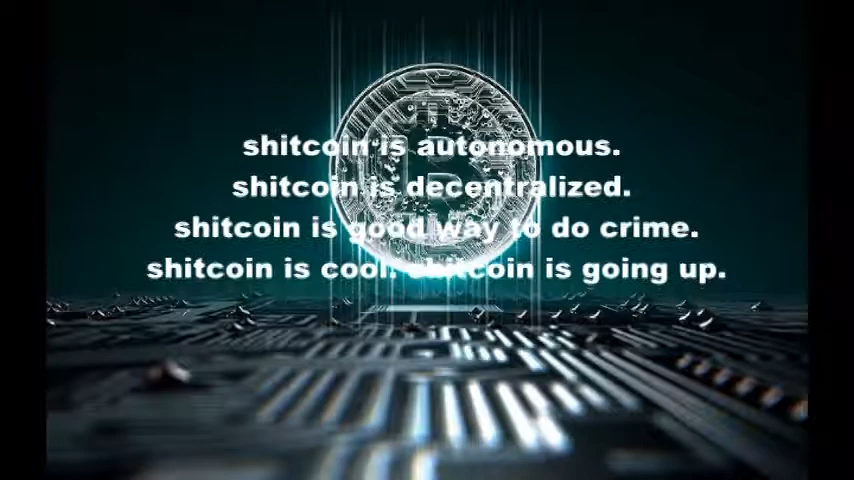 shitcoin is autonomous.
shitcoin is decentralized.
shitcoin is good way to do crime.
shitcoin is cool. shitcoin is going up.